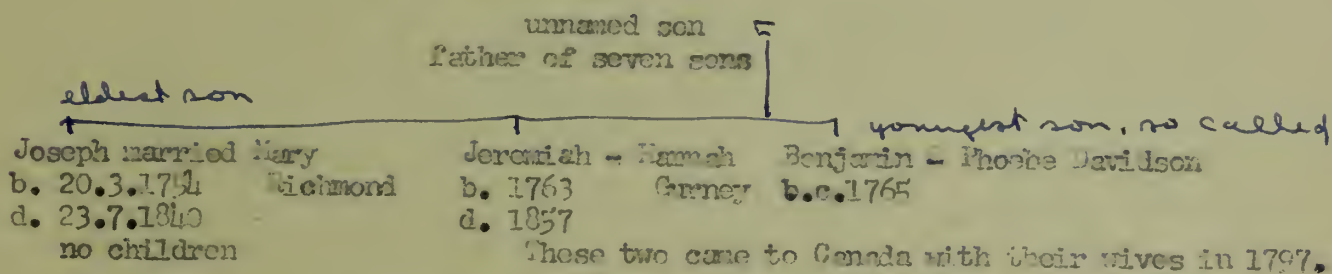 unnamed son
father of seven sons
eldest son
youngest son, so called
Joseph married Mary Jeremiah - Hannah Benjamin - Phoebe Davidson
b. 20.3.1754 Richmond b. 1763 Gurney b.c.1765
d. 23.7.1840 d. 1857
no children These two came to Canada with their wives in 1797.